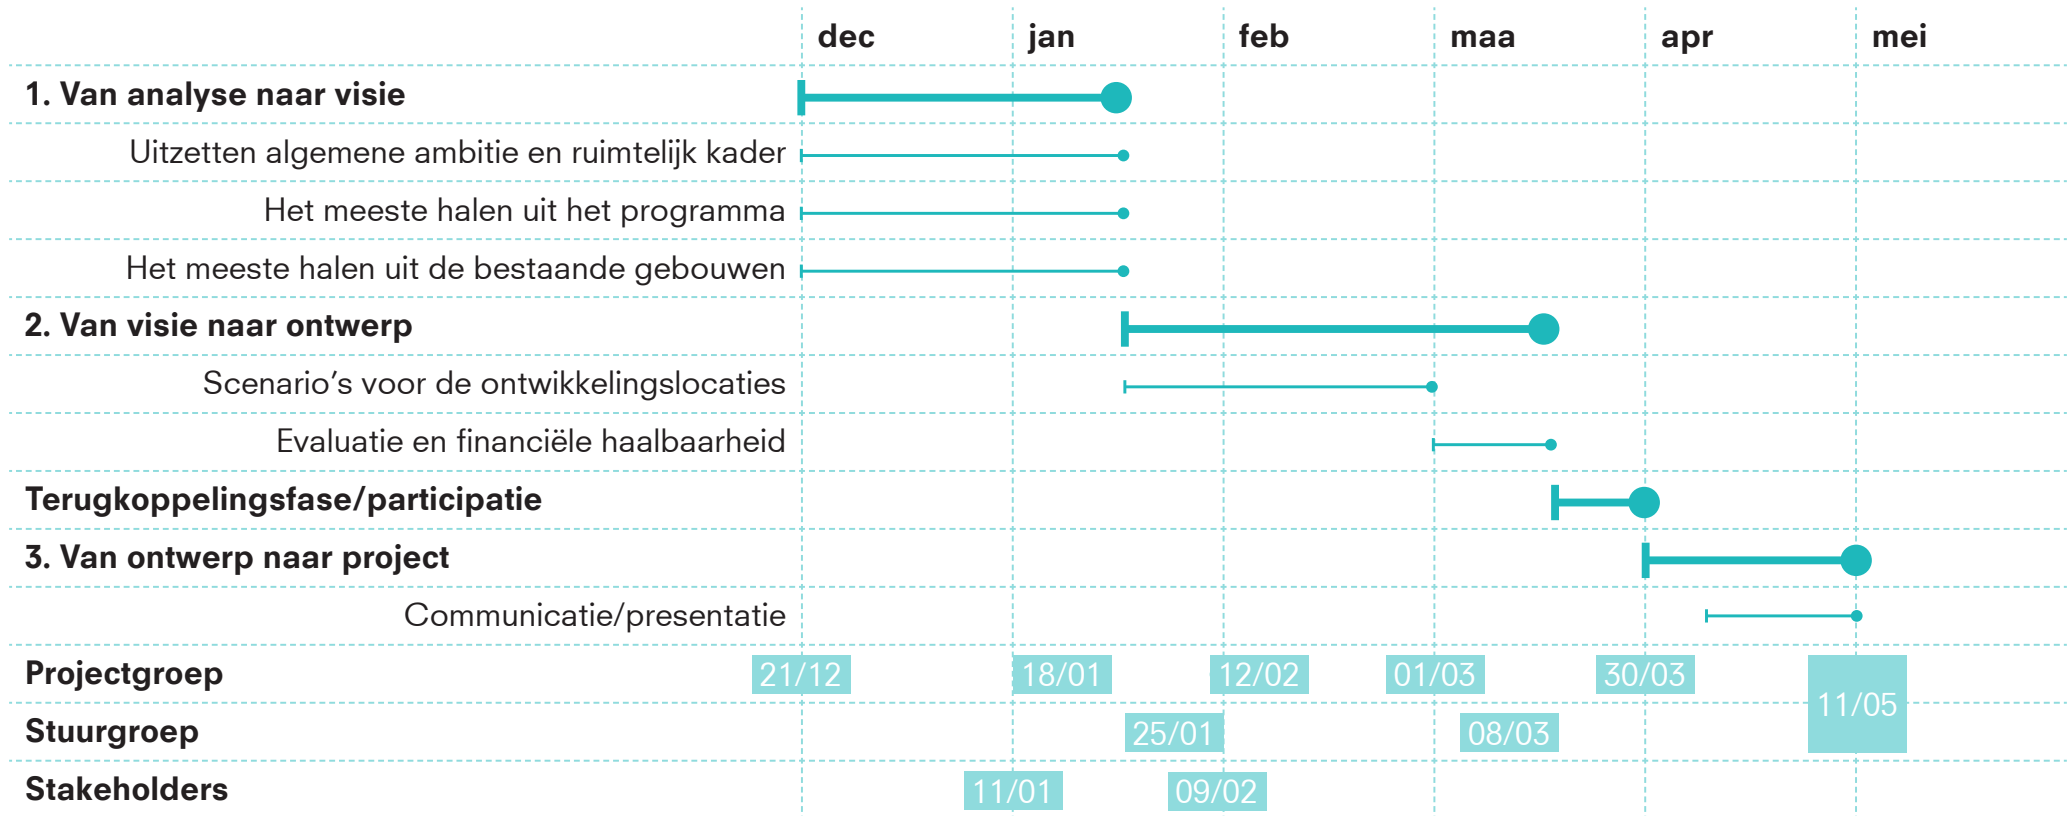 dec jan feb maa apr mei
1. Van analyse naar visie
Uitzetten algemene ambitie en ruimtelijk kader
Het meeste halen uit het programma
Het meeste halen uit de bestaande gebouwen
2. Van visie naar ontwerp
Scenario’s voor de ontwikkelingslocaties
Evaluatie en financiële haalbaarheid
Terugkoppelingsfase/participatie
3. Van ontwerp naar project
Communicatie/presentatie
Projectgroep 21/12 18/01 12/02 01/03 30/03
11/05
Stuurgroep 25/01 08/03
Stakeholders 11/01 09/02